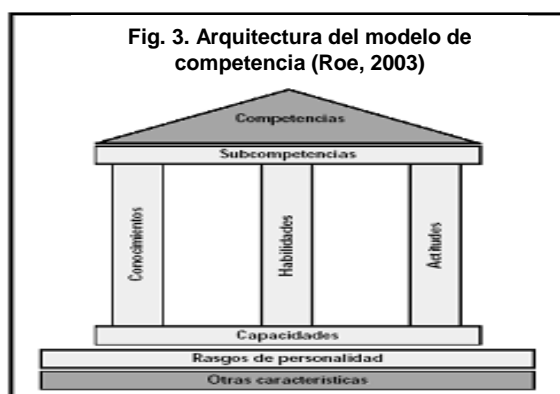 Fig. 3. Arquitectura del modelo de
competencia (Roe, 2003)
Competencias
Subcompetencias
Conocimientos
Habilidades
Actitudes
Capacidades
Rasgos de personalidad
Otras características